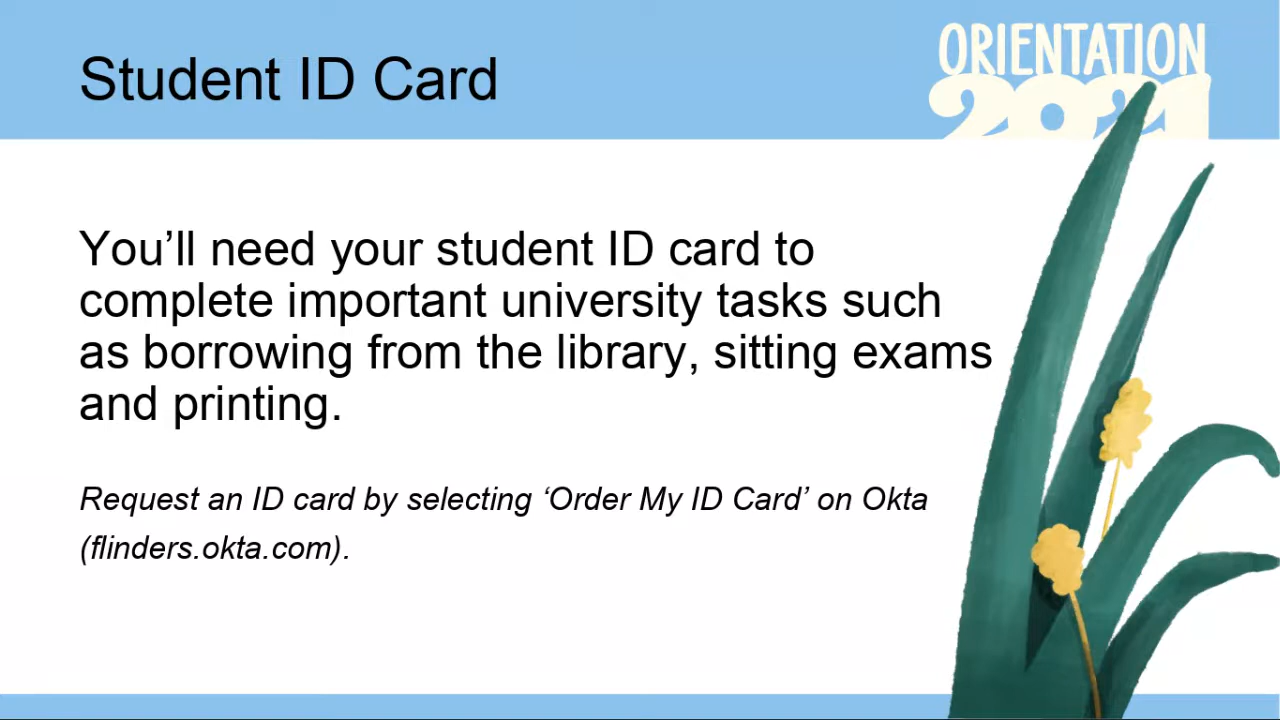 Student ID Card
ORIENTATION
2021
You’ll need your student ID card to
complete important university tasks such
as borrowing from the library, sitting exams
and printing.
Request an ID card by selecting ‘Order My ID Card’ on Okta
(flinders.okta.com).